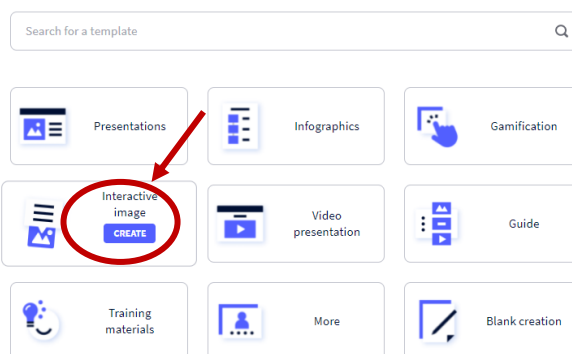 Search for a template
Presentations
Infographics
Gamification
Interactive
image
CREATE
Video
presentation
Guide
Training
materials
More
Blank creation